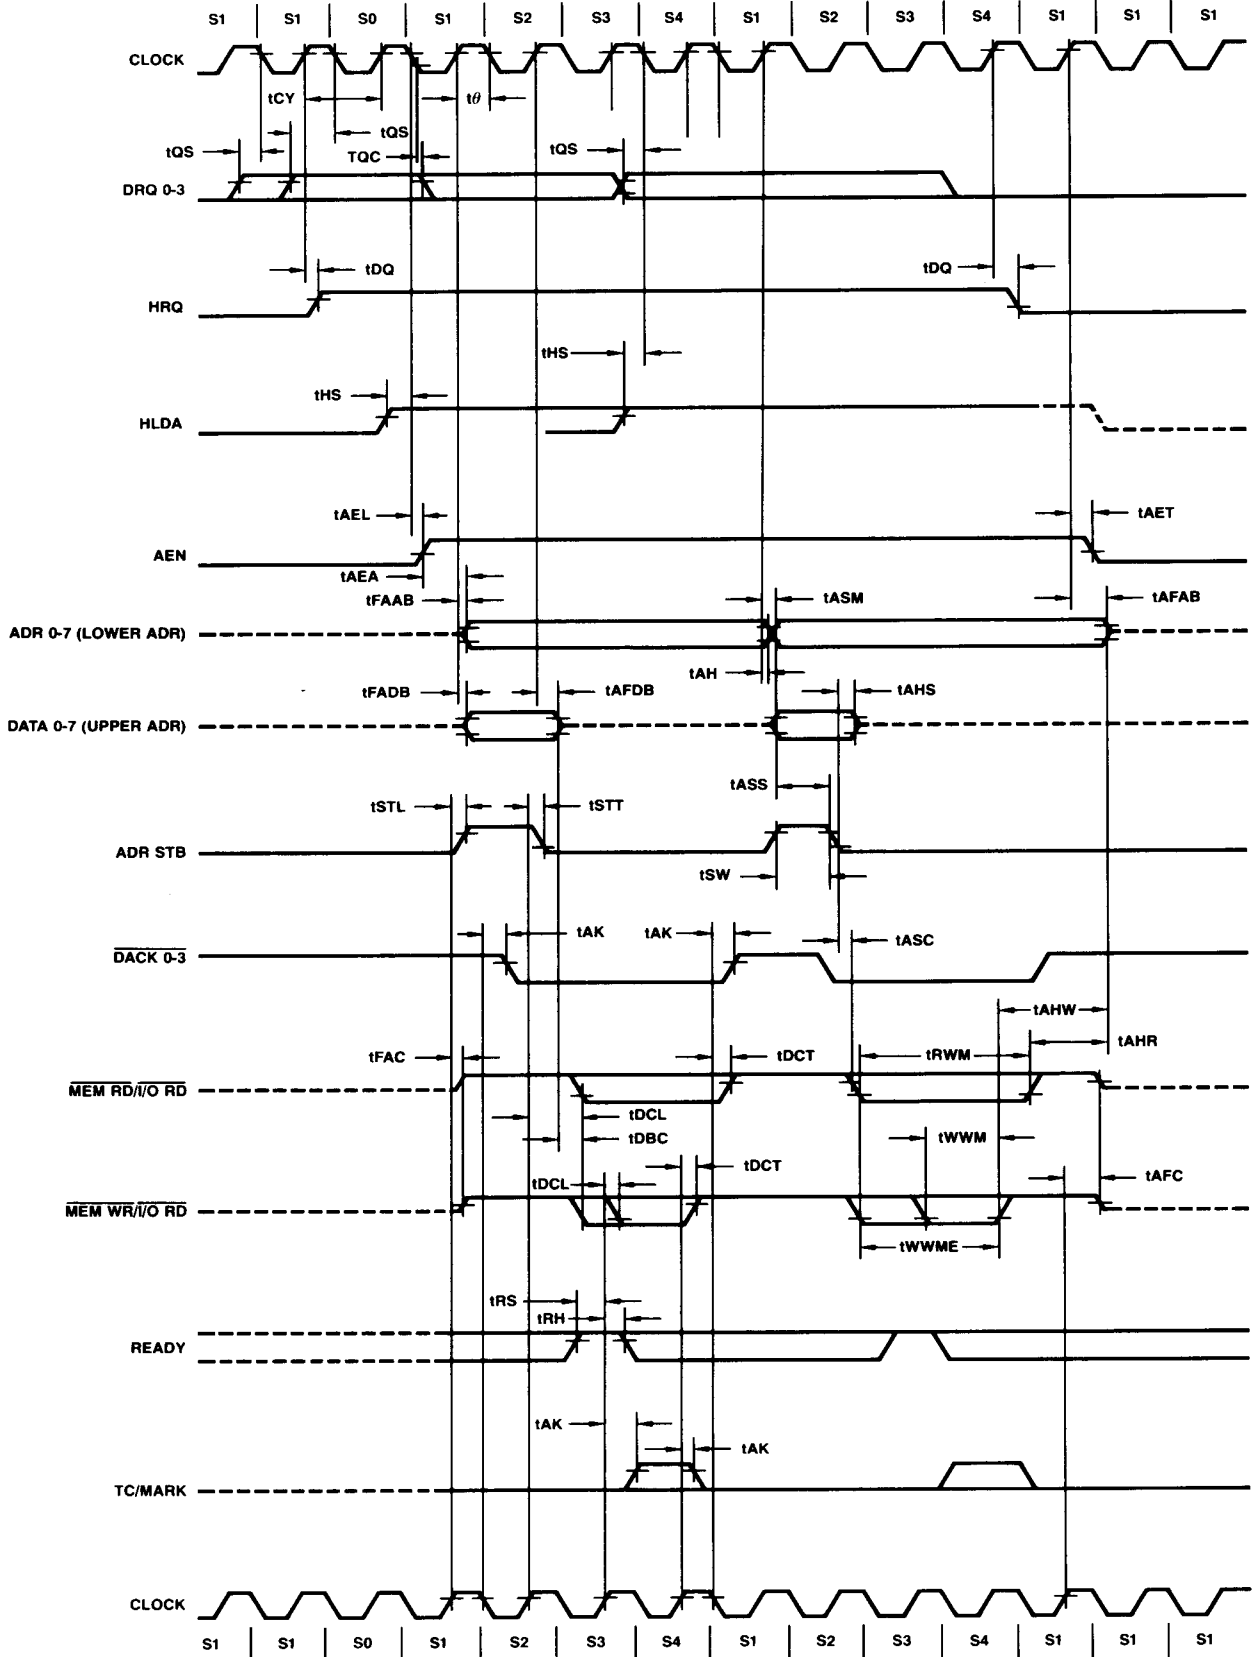 S1 S1 S0 S1 S2 S3 S4 S1 S2 S3 S4 S1 S1 S1
CLOCK
tCY tθ
tQS
tQS TQC tQS
DRQ 0-3
tDQ tDQ
HRQ
tHS
tHS
HLDA
tAEL tAET
AEN
tAEA
tFAAB tASM tAFAB
ADR 0-7 (LOWER ADR)
tAH
tFADB tAFDB tAHS
DATA 0-7 (UPPER ADR)
tASS
tSTL tSTT
ADR STB
tSW
tAK tAK tASC
DACK 0-3
tAHW
tFAC tDCT tRWM tAHR
MEM RD/I/O RD
tDCL
tDBC tWWM
tDCT
tDCL tAFC
MEM WR/I/O RD
tWWME
tRS
tRH
READY
tAK
tAK
TC/MARK
CLOCK
S1 S1 S0 S1 S2 S3 S4 S1 S2 S3 S4 S1 S1 S1